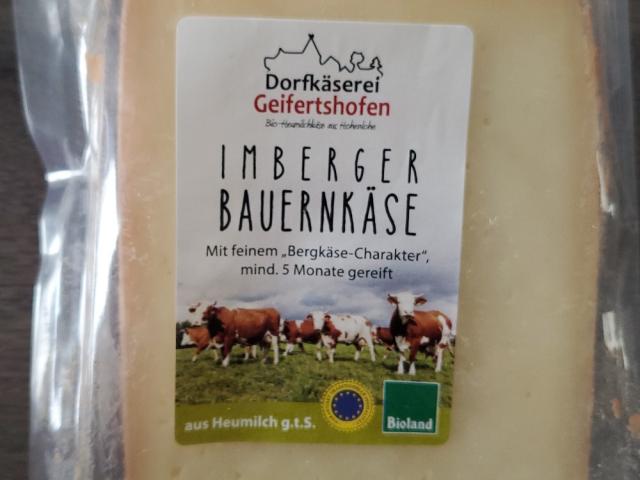 Dorfkäserei
Geifertshofen
Bio-Heumilchkäse aus Hohenlohe
IMBERGER
BAUERNKÄSE
Mit feinem „Bergkäse-Charakter“,
mind. 5 Monate gereift
aus Heumilch g.t.S.
Bioland